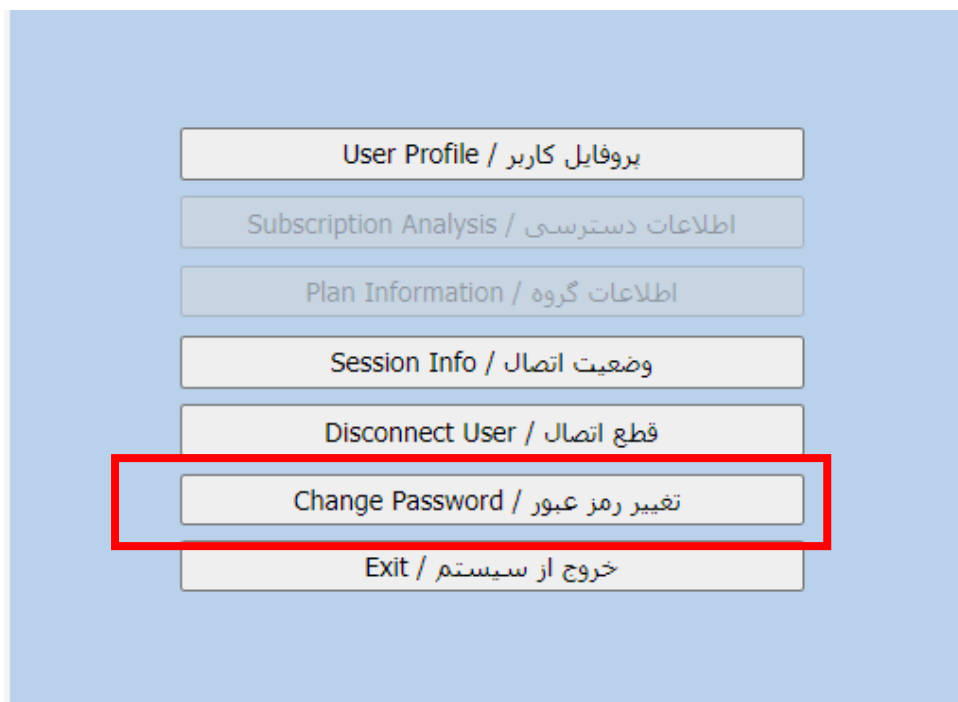 پروفایل کاربر / User Profile
اطلاعات دسترسی / Subscription Analysis
اطلاعات گروه / Plan Information
وضعیت اتصال / Session Info
قطع اتصال / Disconnect User
تغییر رمز عبور / Change Password
خروج از سیستم / Exit